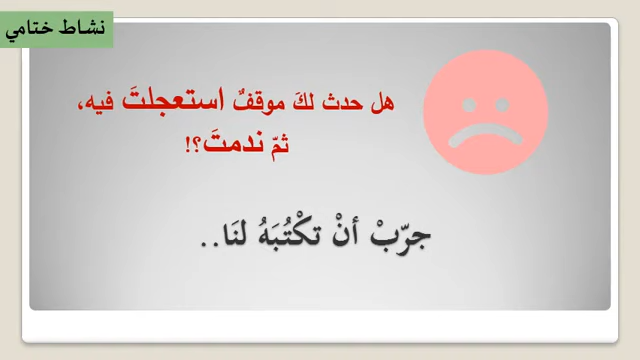 نشاط ختامي
هل حدث لكَ موقفٌ استعجلتَ فيه،
ثمّ ندمتَ؟!
جرّبْ أنْ تكْتُبَهُ لنَا..